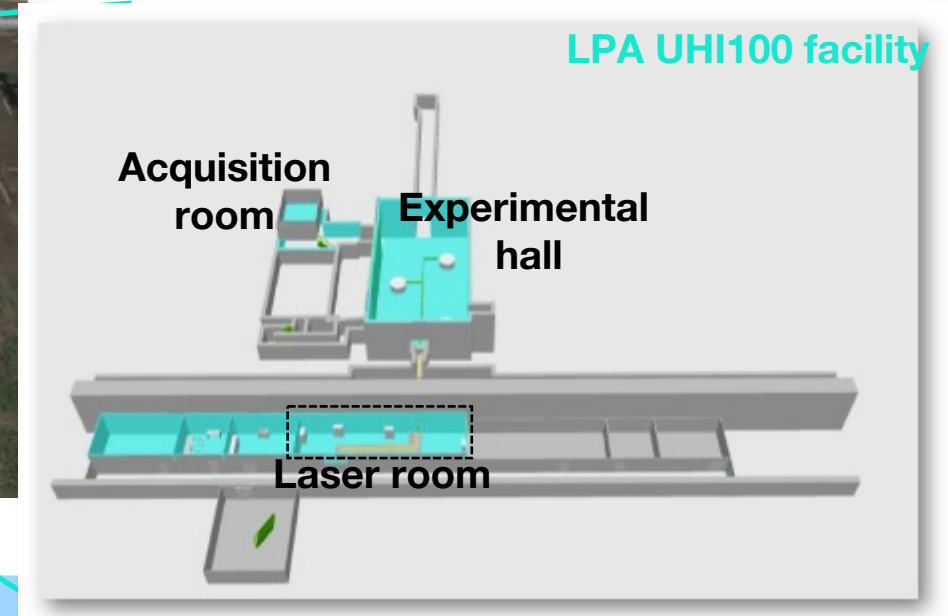 LPA UHI100 facility
Acquisition
room
Experimental
hall
Laser room